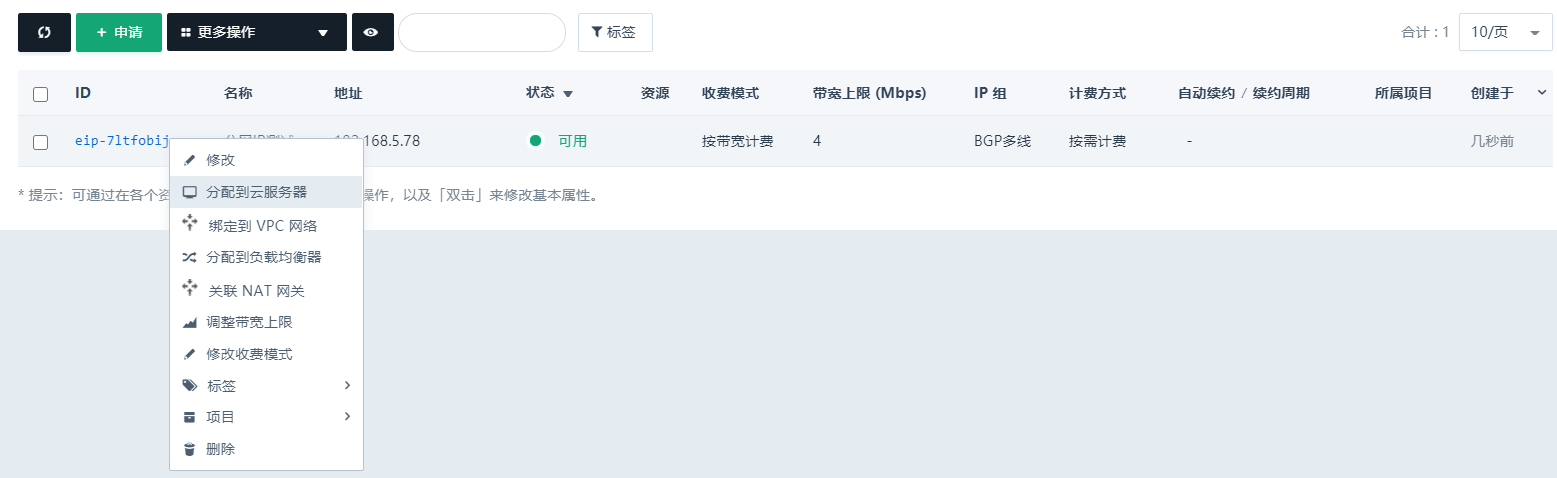 申请 更多操作 标签 合计 : 1 10/页
ID 名称 地址 状态 资源 收费模式 带宽上限 (Mbps) IP 组 计费方式 自动续约 / 续约周期 所属项目 创建于
eip-7ltfobij 168.5.78 可用 按带宽计费 4 BGP多线 按需计费 - 几秒前
* 提示：可通过在各个资 操作，以及「双击」来修改基本属性。
修改
分配到云服务器
绑定到 VPC 网络
分配到负载均衡器
关联 NAT 网关
调整带宽上限
修改收费模式
标签
项目
删除